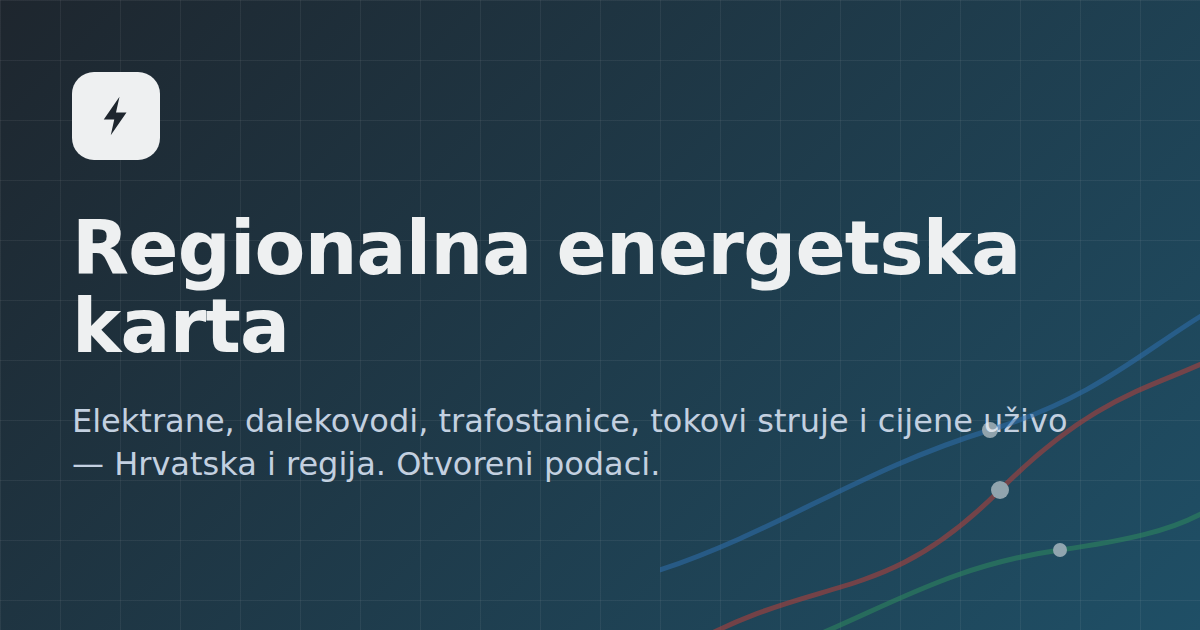 Regionalna energetska
karta
Elektrane, dalekovodi, trafostanice, tokovi struje i cijene uživo
— Hrvatska i regija. Otvoreni podaci.